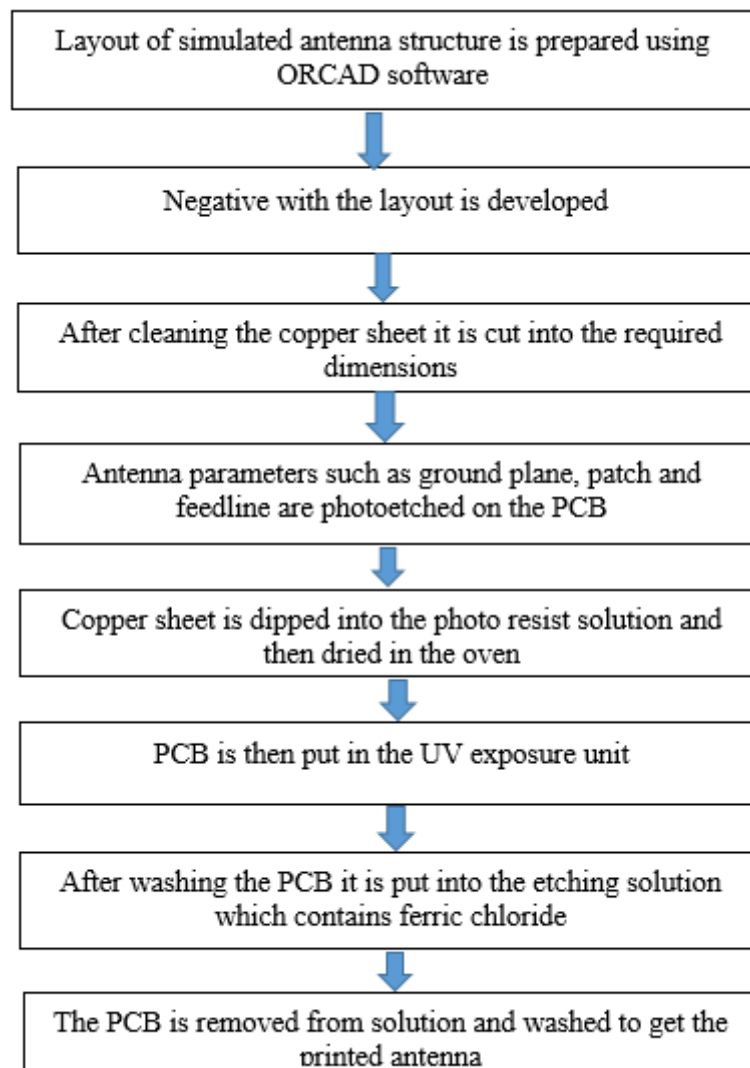 Layout of simulated antenna structure is prepared using
ORCAD software
Negative with the layout is developed
After cleaning the copper sheet it is cut into the required
dimensions
Antenna parameters such as ground plane, patch and
feedline are photoetched on the PCB
Copper sheet is dipped into the photo resist solution and
then dried in the oven
PCB is then put in the UV exposure unit
After washing the PCB it is put into the etching solution
which contains ferric chloride
The PCB is removed from solution and washed to get the
printed antenna